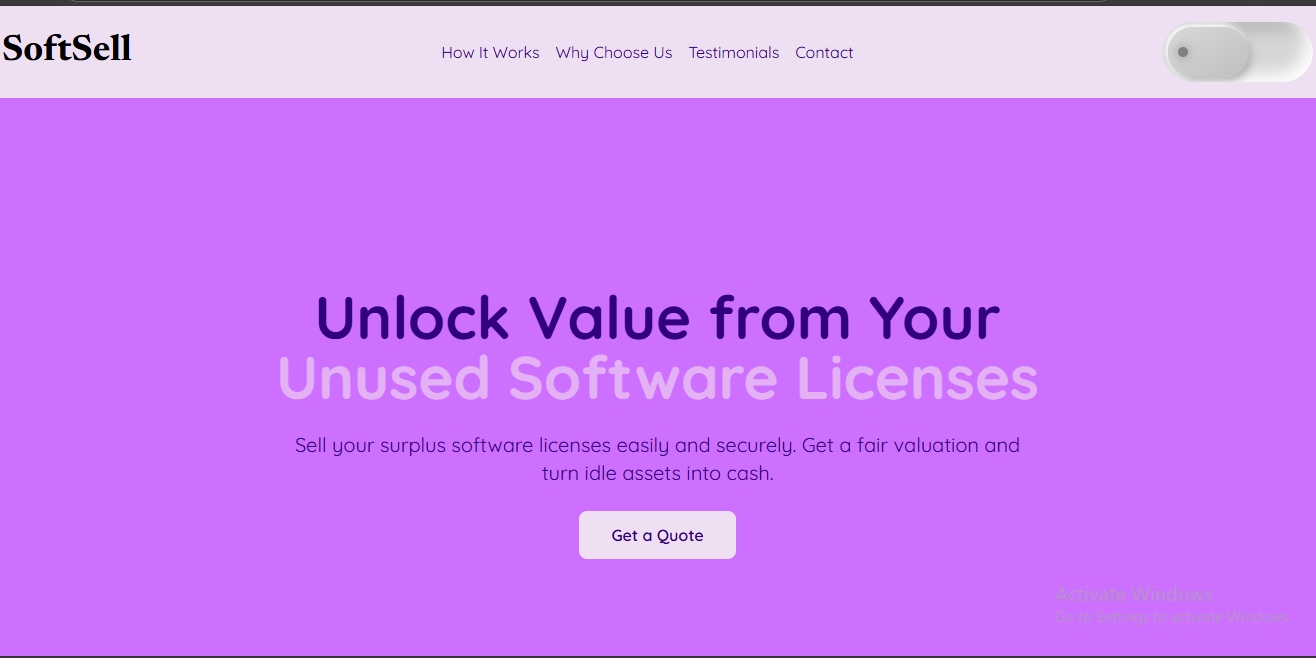 SoftSell
How It Works Why Choose Us Testimonials Contact
Unlock Value from Your
Unused Software Licenses
Sell your surplus software licenses easily and securely. Get a fair valuation and
turn idle assets into cash.
Get a Quote
Activate Windows
Go to Settings to activate Windows.